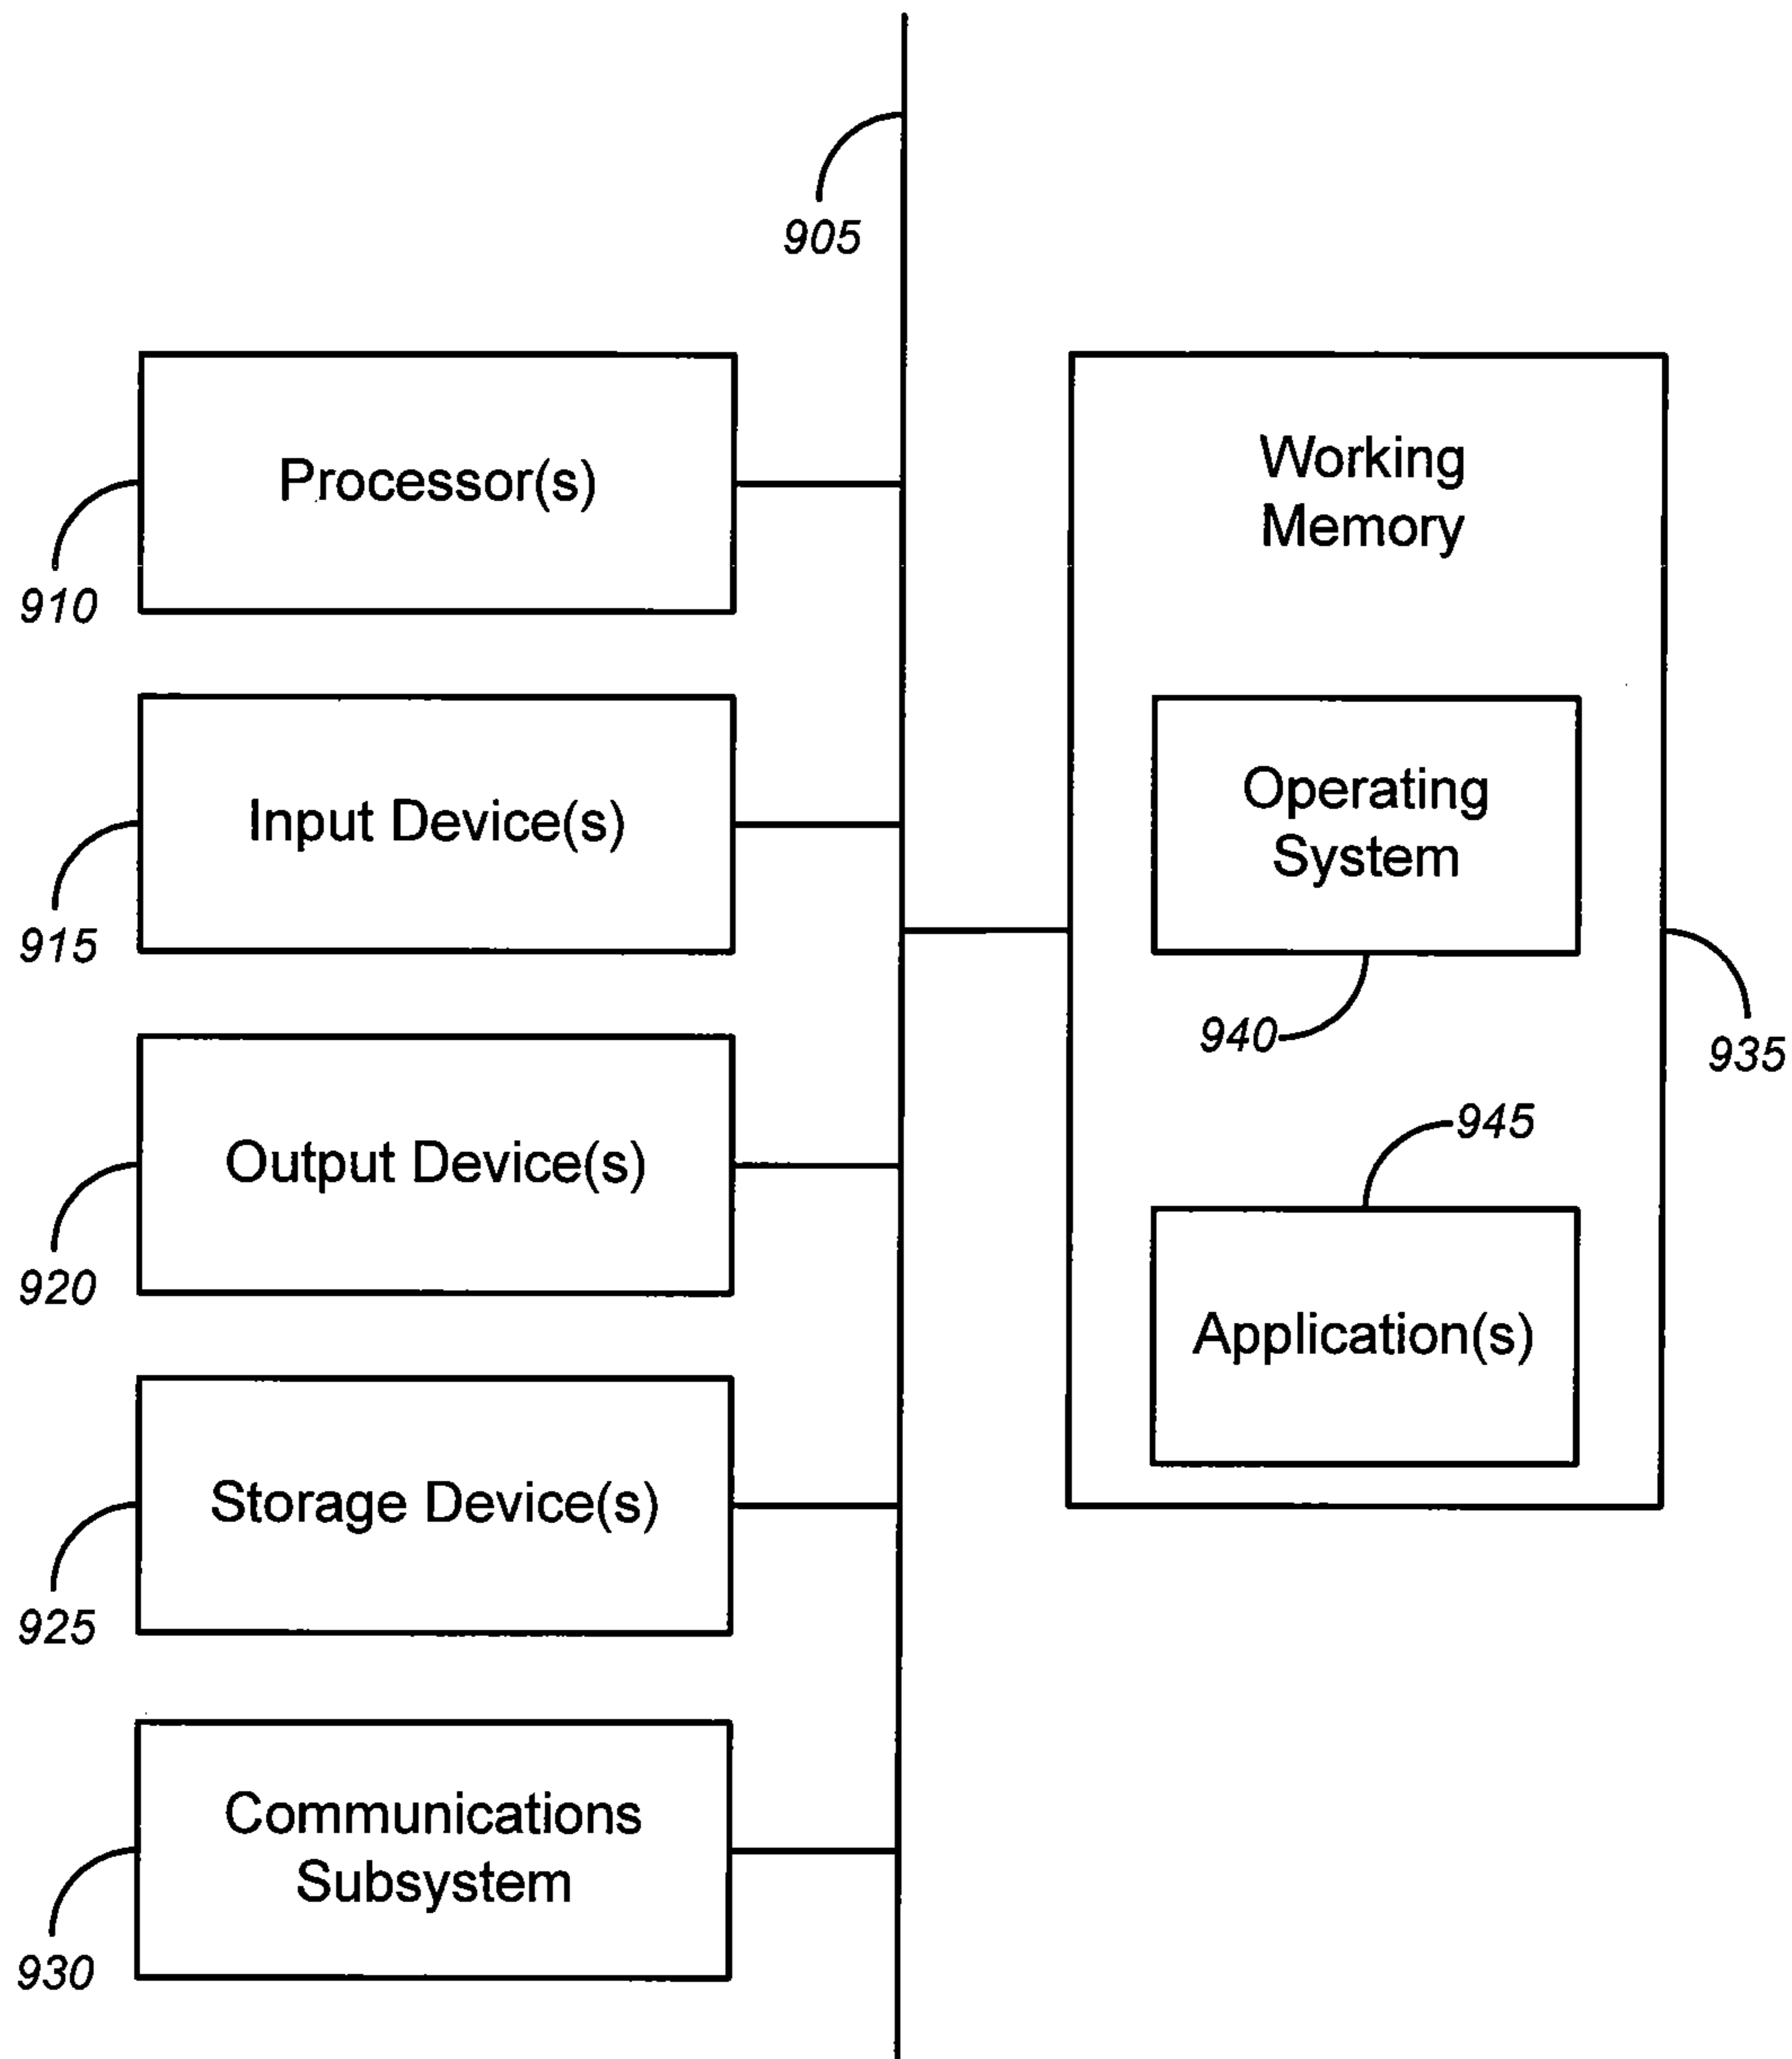 905
Processor(s)
910
Input Device(s)
915
Output Device(s)
920
Storage Device(s)
925
Communications
Subsystem
930
Working
Memory
Operating
System
940
935
945
Application(s)